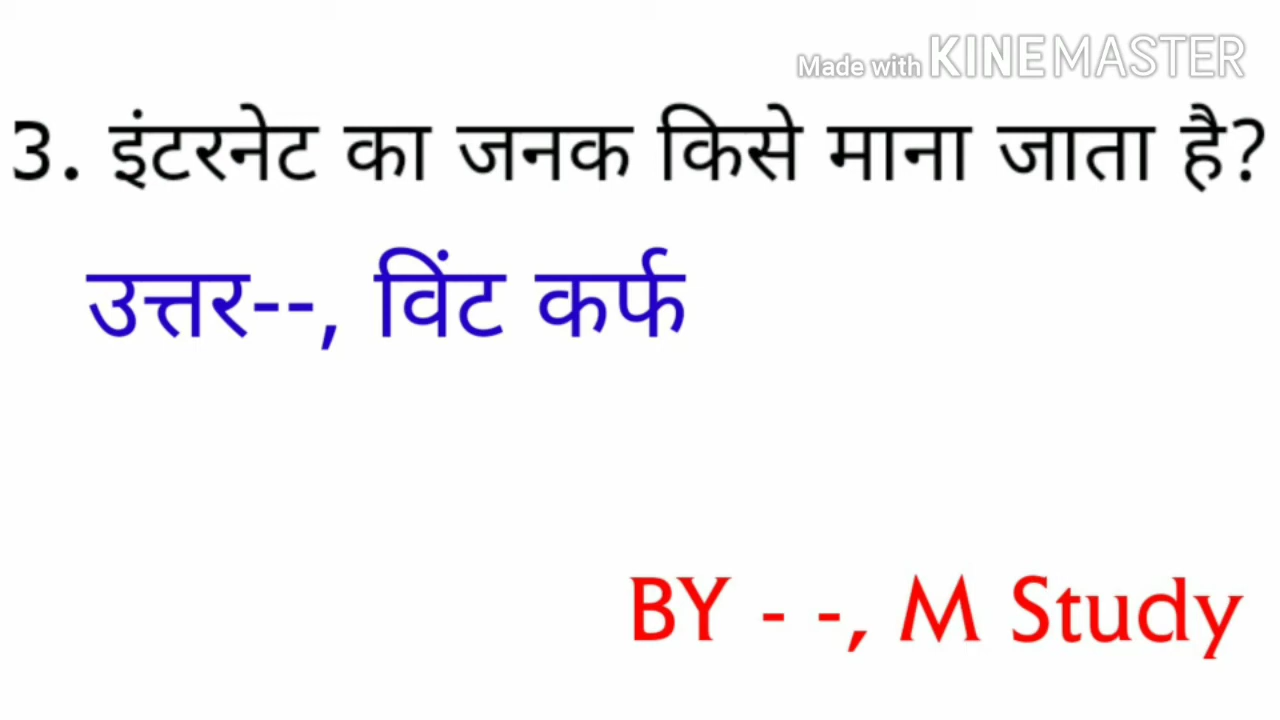 Made with KINEMASTER
3. इंटरनेट का जनक किसे माना जाता है?
उत्तर--, विंट कर्फ
BY - -, M Study